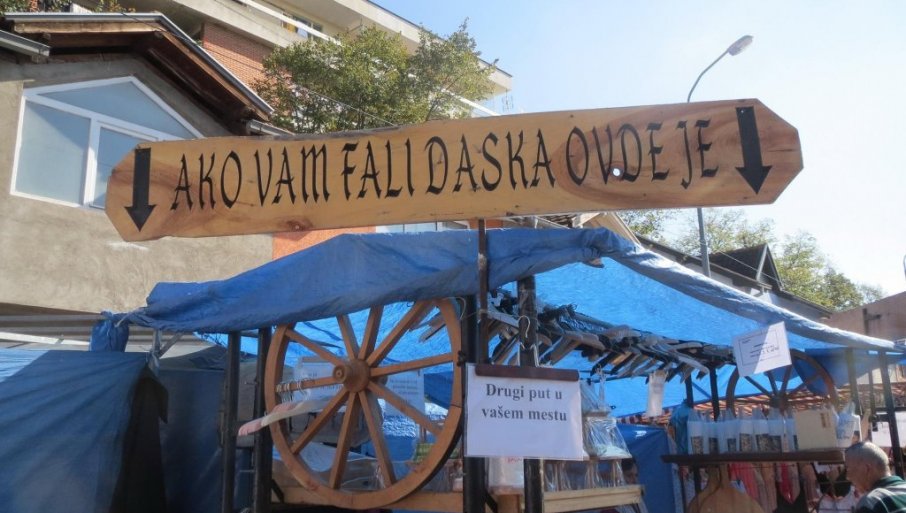 AKO VAM FALI DASKA OVDE JE
Drugi put u
vašem mestu